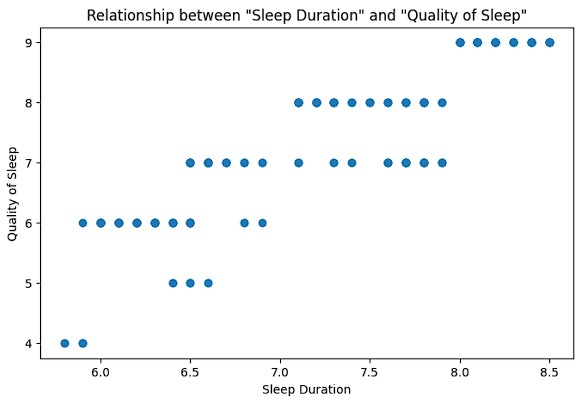 Relationship between "Sleep Duration" and "Quality of Sleep"
9
8
7
6
5
4
Quality of Sleep
6.0 6.5 7.0 7.5 8.0 8.5
Sleep Duration